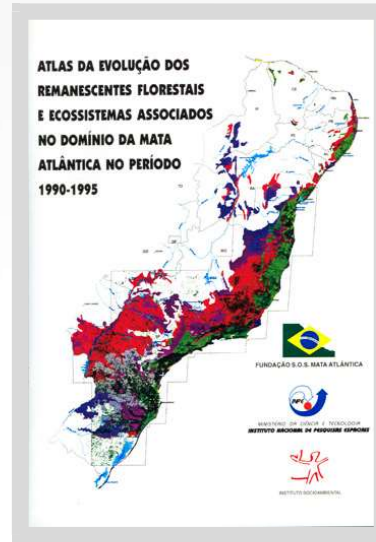 ATLAS DA EVOLUÇÃO DOS
REMANESCENTES FLORESTAIS
E ECOSSISTEMAS ASSOCIADOS
NO DOMÍNIO DA MATA
ATLÂNTICA NO PERÍODO
1990-1995
FUNDAÇÃO S.O.S. MATA ATLÂNTICA
MINISTÉRIO DA CIÊNCIA E TECNOLOGIA
INSTITUTO NACIONAL DE PESQUISAS ESPACIAIS
INSTITUTO SOCIOAMBIENTAL